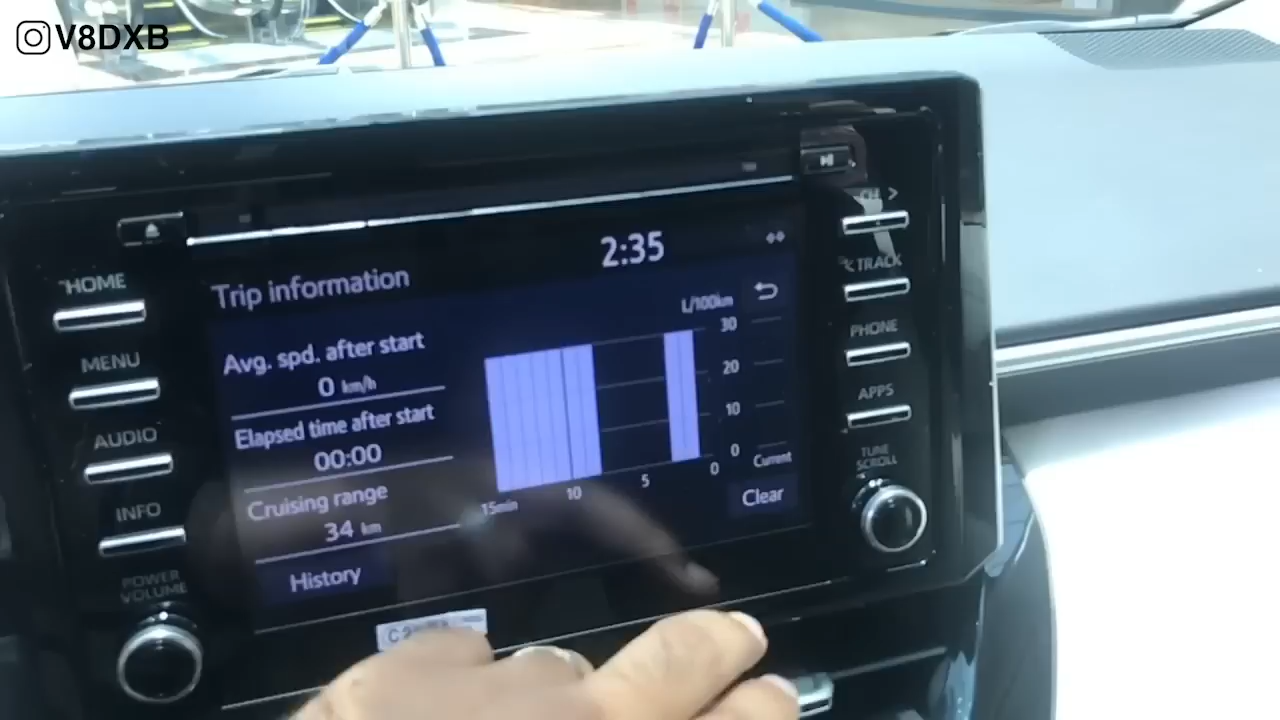 V8DXB
HOME
MENU
AUDIO
INFO
POWER
VOLUME
2:35
Trip information
Avg. spd. after start
0 km/h
Elapsed time after start
00:00
Cruising range
34 km
History
L/100km
30
20
10
0
15min
10
5
0
Current
Clear
CH >
< TRACK
PHONE
APPS
TUNE
SCROLL